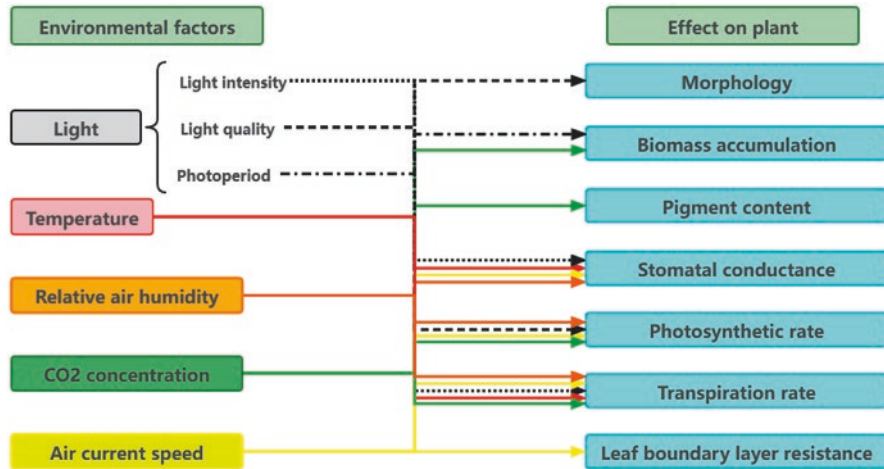 Environmental factors
Effect on plant
Light
Light intensity
Light quality
Photoperiod
Temperature
Relative air humidity
CO2 concentration
Air current speed
Morphology
Biomass accumulation
Pigment content
Stomatal conductance
Photosynthetic rate
Transpiration rate
Leaf boundary layer resistance